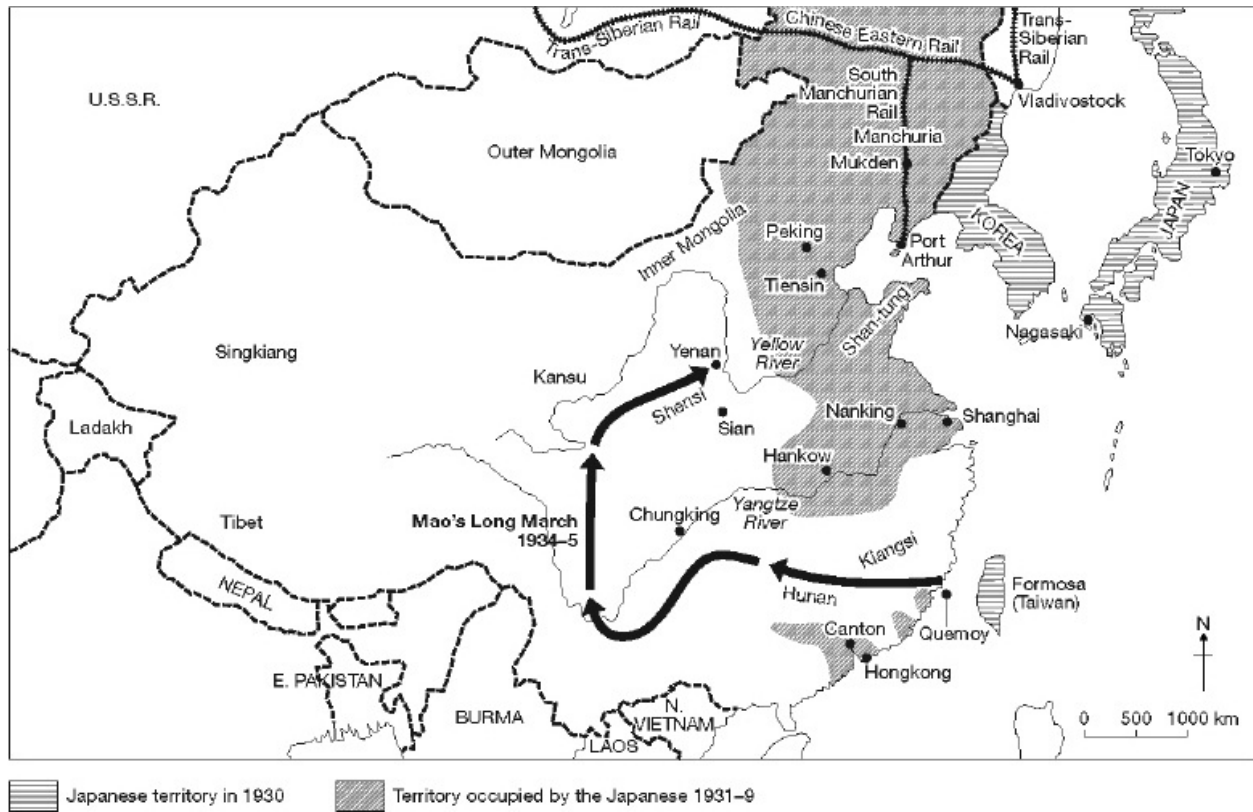 Trans-Siberian Rail
Chinese Eastern Rail
Trans-
Siberian
Rail
U.S.S.R.
South
Manchurian
Rail
Vladivostock
Outer Mongolia
Manchuria
Mukden
Tokyo
JAPAN
KOREA
Inner Mongolia
Peking
Port
Arthur
Tiensin
Shan-tung
Nagasaki
Singkiang
Yenan
Yellow
River
Kansu
Shensi
Sian
Nanking
Shanghai
Ladakh
Hankow
Mao's Long March
1934–5
Chungking
Yangtze
River
Tibet
Kiangsi
NEPAL
Hunan
Formosa
(Taiwan)
Canton
Quemoy
Hongkong
N
E. PAKISTAN
BURMA
N.
VIETNAM
LAOS
0 500 1000 km
Japanese territory in 1930
Territory occupied by the Japanese 1931–9